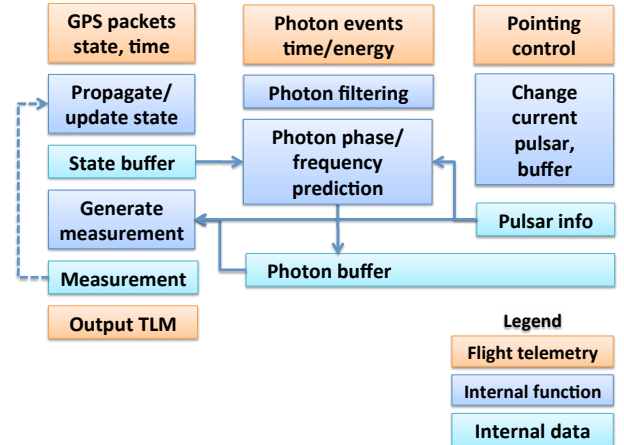 GPS packets
state, time
Photon events
time/energy
Pointing
control
Propagate/
update state
Photon filtering
Change
current
pulsar,
buffer
Photon phase/
frequency
prediction
State buffer
Generate
measurement
Pulsar info
Measurement
Photon buffer
Output TLM
Legend
Flight telemetry
Internal function
Internal data